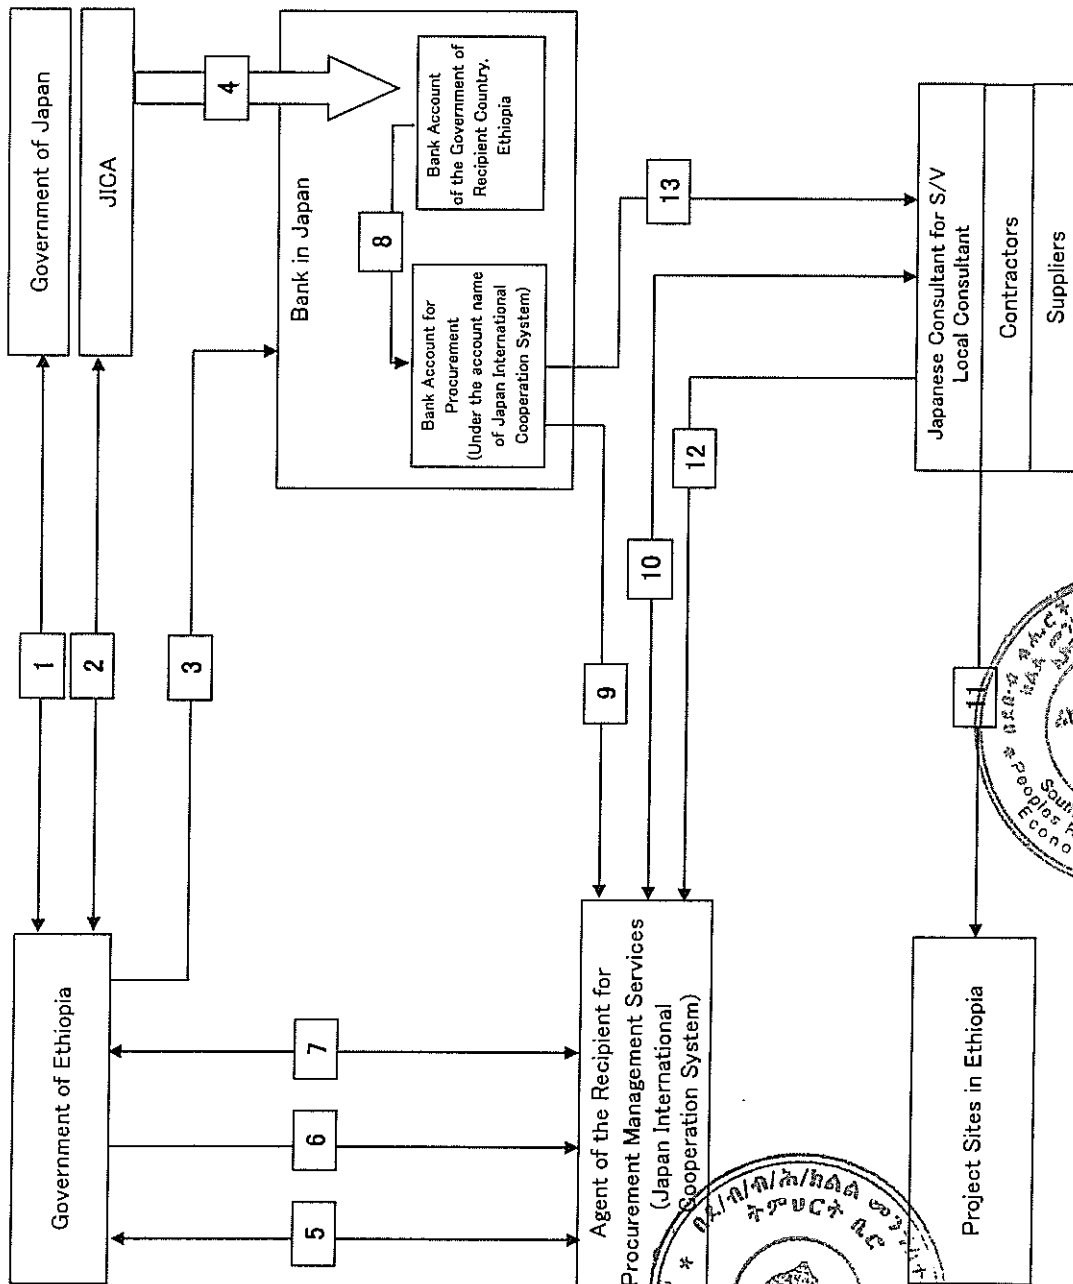 Government of Ethiopia
1
2
Government of Japan
JICA
3
4
Bank in Japan
Bank Account
of the Government of
Recipient Country,
Ethiopia
8
Bank Account for
Procurement
(Under the account name
of Japan International
Cooperation System)
5
6
7
9
10
12
13
Agent of the Recipient for
Procurement Management Services
(Japan International
Cooperation System)
Japanese Consultant for S/V
Local Consultant
Contractors
Suppliers
11
Project Sites in Ethiopia
ትምህርት ቢሮ
Peoples